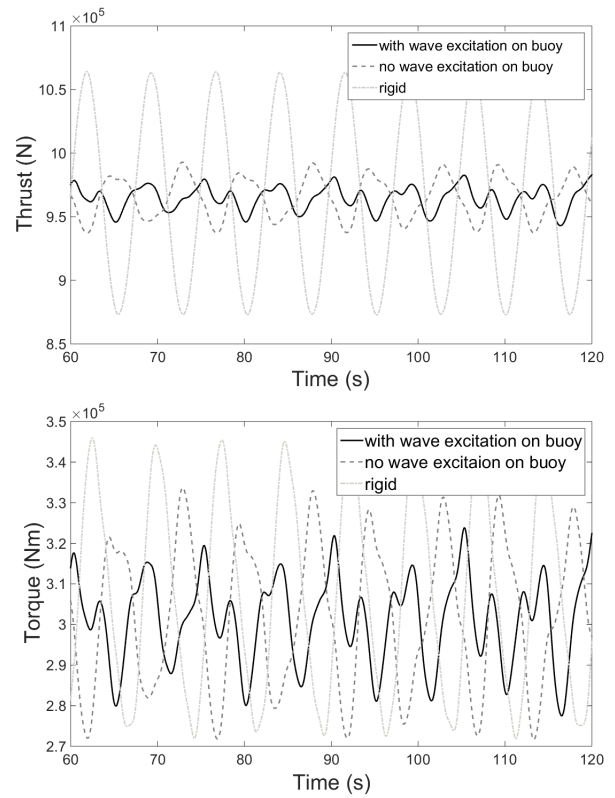 ×10⁵
11
10.5
10
9.5
9
8.5
Thrust (N)
with wave excitation on buoy
no wave excitation on buoy
rigid
60 70 80 90 100 110 120
Time (s)
×10⁵
3.5
3.4
3.3
3.2
3.1
3
2.9
2.8
2.7
Torque (Nm)
with wave excitation on buoy
no wave excitaion on buoy
rigid
60 70 80 90 100 110 120
Time (s)